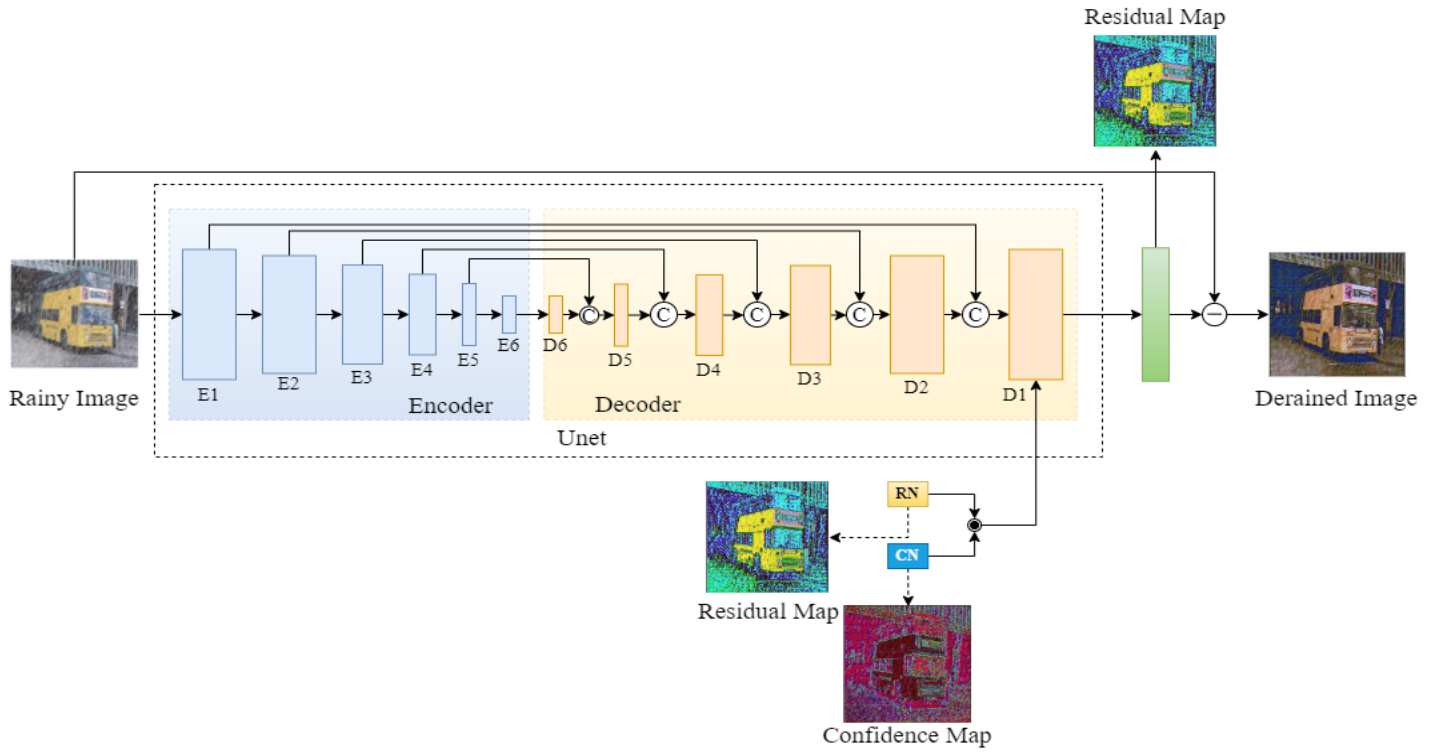 Residual Map
C
C
C
C
C
E1
E2
E3
E4
E5
E6
D6
D5
D4
D3
D2
D1
Rainy Image
Encoder
Decoder
Derained Image
Unet
RN
CN
Residual Map
Confidence Map